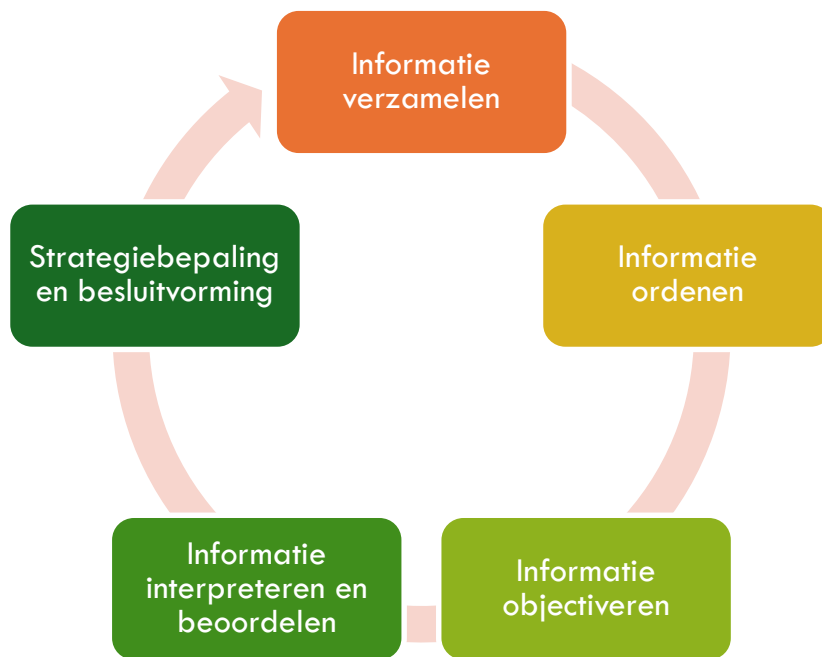 Informatie
verzamelen
Informatie
ordenen
Informatie
objectiveren
Informatie
interpreteren en
beoordelen
Strategiebepaling
en besluitvorming